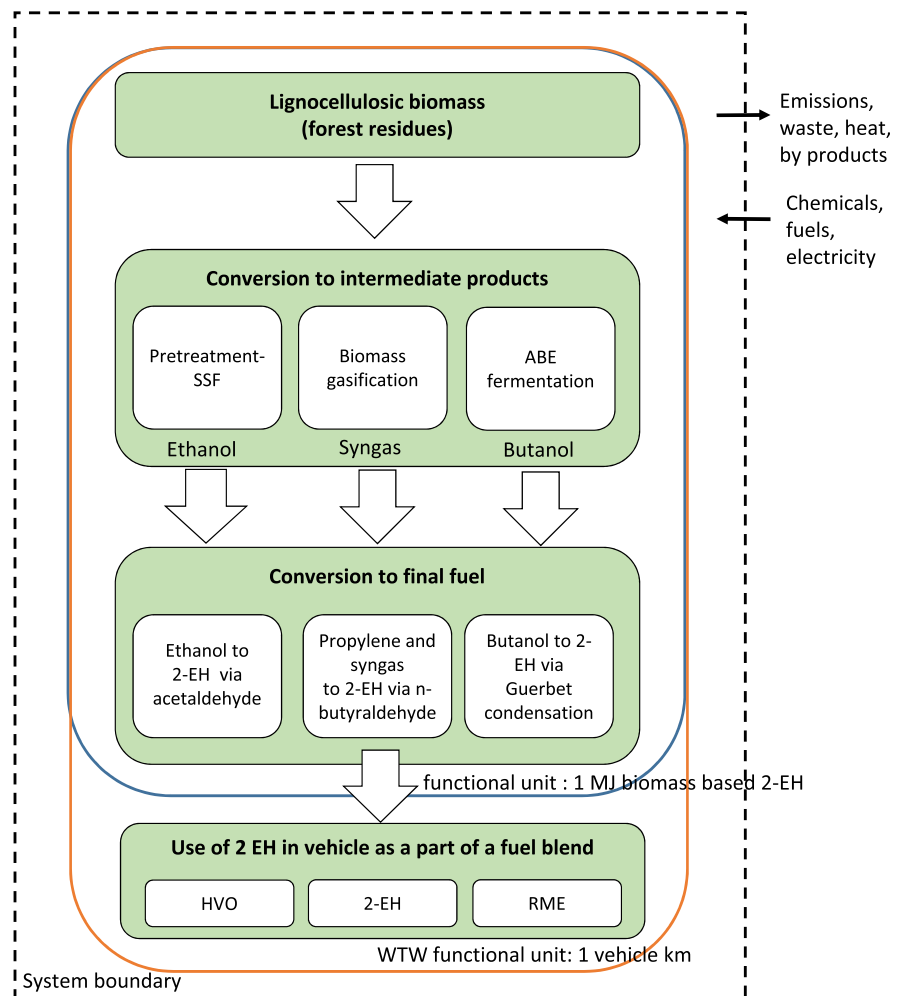 Lignocellulosic biomass
(forest residues)
Emissions,
waste, heat,
by products
Chemicals,
fuels,
electricity
Conversion to intermediate products
Pretreatment-
SSF
Biomass
gasification
ABE
fermentation
Ethanol
Syngas
Butanol
Conversion to final fuel
Ethanol to
2-EH via
acetaldehyde
Propylene and
syngas
to 2-EH via n-
butyraldehyde
Butanol to 2-
EH via
Guerbet
condensation
functional unit : 1 MJ biomass based 2-EH
Use of 2 EH in vehicle as a part of a fuel blend
HVO
2-EH
RME
WTW functional unit: 1 vehicle km
System boundary